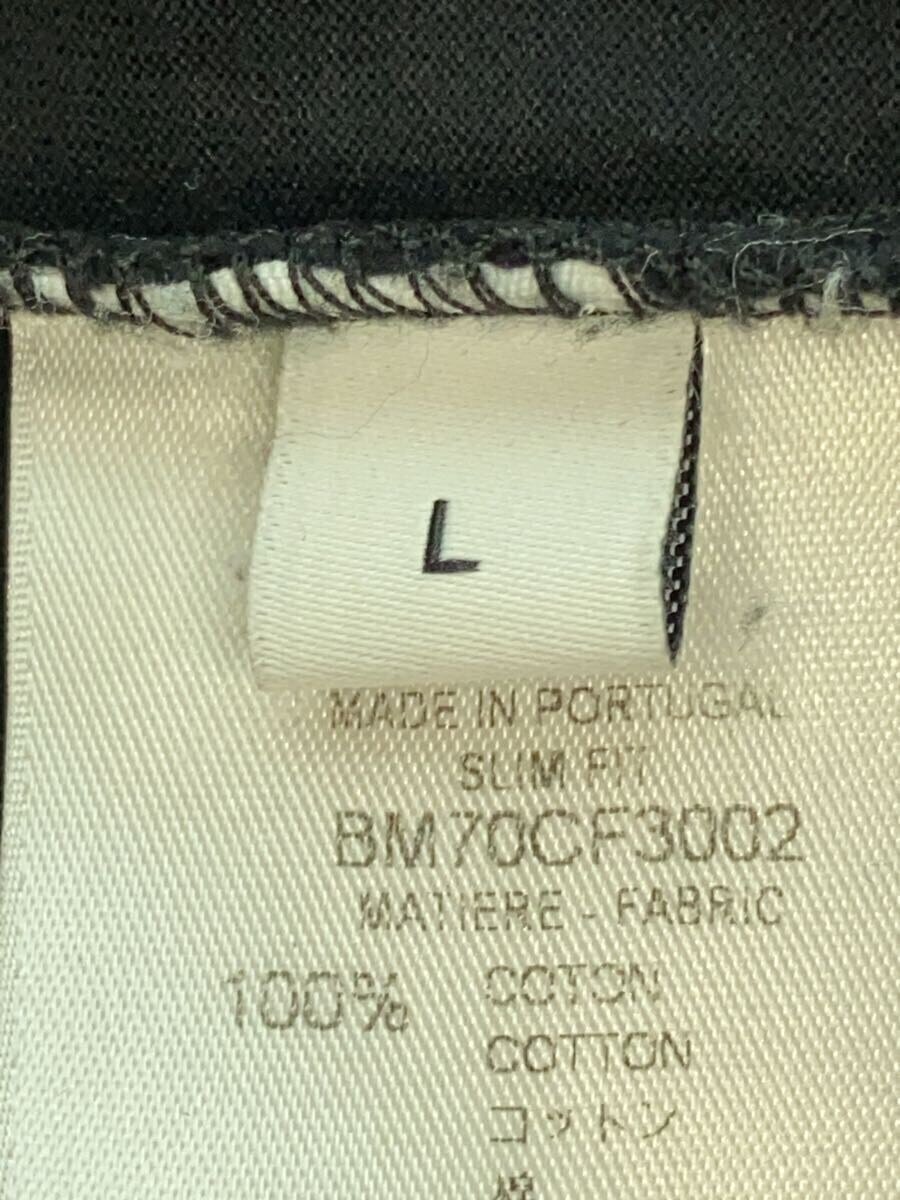 L
MADE IN PORTUGAL
SLIM FIT
BM70CF3002
MATIERE - FABRIC
100% COTON
COTTON
コットン